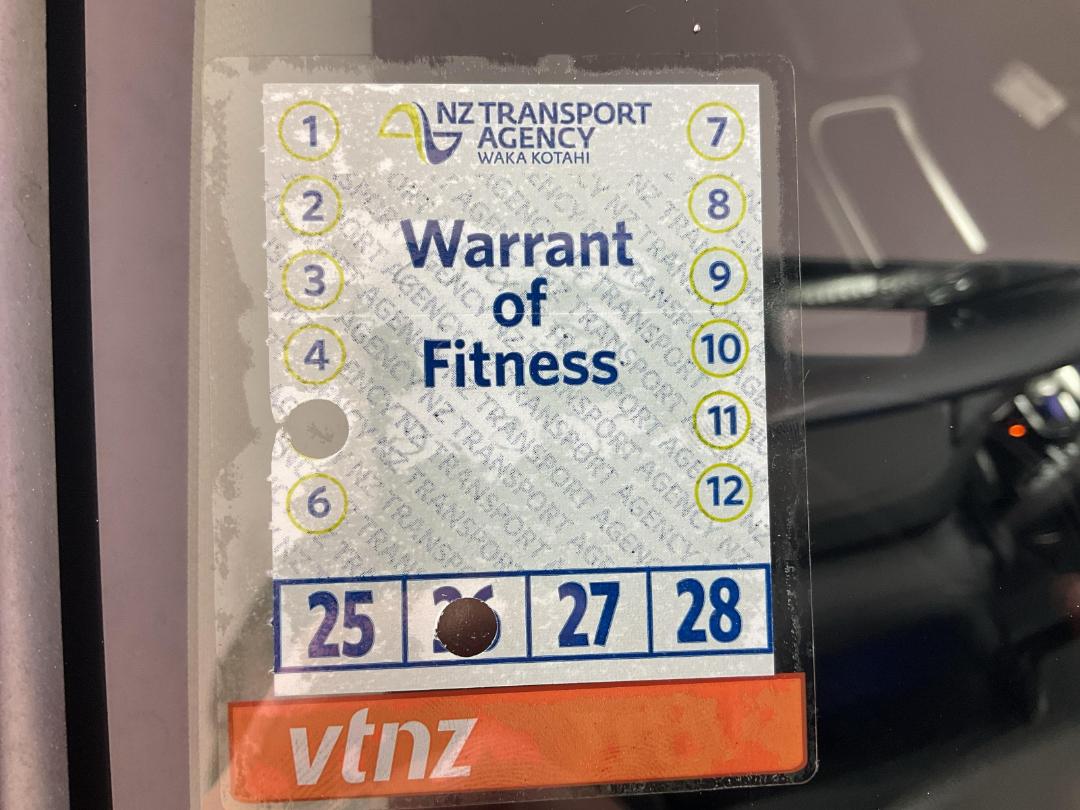 NZ TRANSPORT
AGENCY
WAKA KOTAHI
Warrant
of
Fitness
1
2
3
4
6
7
8
9
10
11
12
25 26 27 28
vtnz